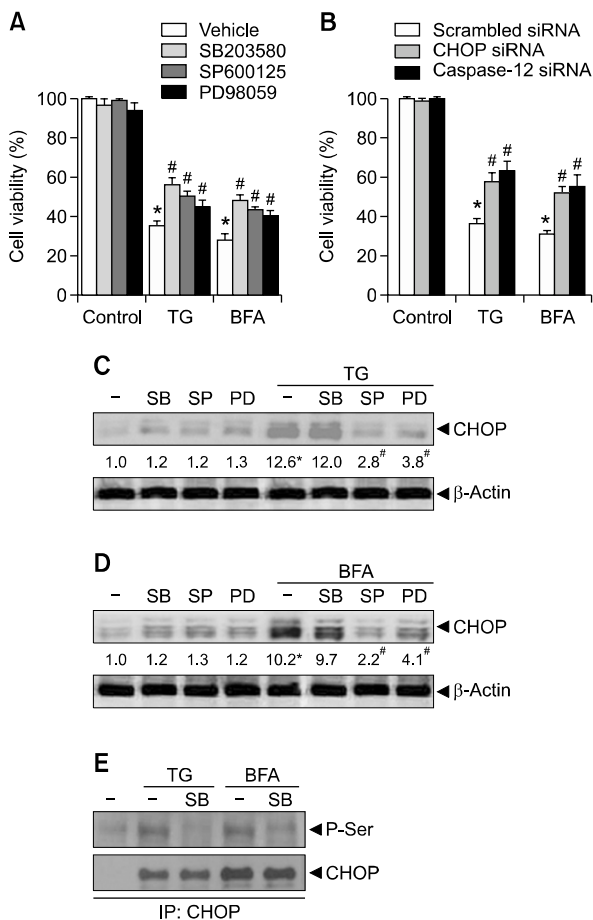 A
Vehicle
SB203580
SP600125
PD98059
Cell viability (%)
120
100
80
60
40
20
0
* # # #
* # # #
Control TG BFA
B
Scrambled siRNA
CHOP siRNA
Caspase-12 siRNA
Cell viability (%)
120
100
80
60
40
20
0
* # #
* # #
Control TG BFA
C
TG
– SB SP PD – SB SP PD
CHOP
1.0 1.2 1.2 1.3 12.6* 12.0 2.8# 3.8#
β-Actin
D
BFA
– SB SP PD – SB SP PD
CHOP
1.0 1.2 1.3 1.2 10.2* 9.7 2.2# 4.1#
β-Actin
E
TG BFA
– – SB – SB
P-Ser
CHOP
IP: CHOP